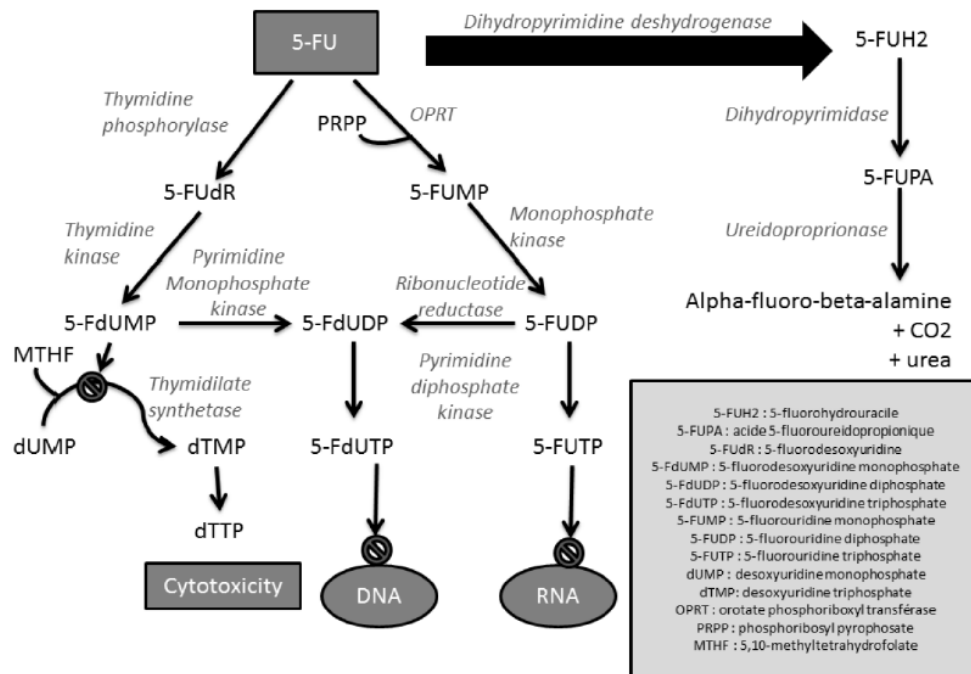 Dihydropyrimidine deshydrogenase
5-FU
5-FUH2
Thymidine
phosphorylase
PRPP
OPRT
Dihydropyrimidase
5-FUdR
5-FUMP
5-FUPA
Thymidine
kinase
Pyrimidine
Monophosphate
kinase
Monophosphate
kinase
Ribonucleotide
reductase
Ureidoproprionase
Alpha-fluoro-beta-alamine
+ CO2
+ urea
5-FdUMP
5-FdUDP
5-FUDP
MTHF
Thymidilate
synthetase
Pyrimidine
diphosphate
kinase
dUMP
dTMP
5-FdUTP
5-FUTP
dTTP
Cytotoxicity
DNA
RNA
5-FUH2 : 5-fluorohydrouracile
5-FUPA : acide 5-fluoroureidopropionique
5-FUdR : 5-fluorodesoxyuridine
5-FdUMP : 5-fluorodesoxyuridine monophosphate
5-FdUDP : 5-fluorodesoxyuridine diphosphate
5-FdUTP : 5-fluorodesoxyuridine triphosphate
5-FUMP : 5-fluorouridine monophosphate
5-FUDP : 5-fluorouridine diphosphate
5-FUTP : 5-fluorouridine triphosphate
dUMP : desoxyuridine monophosphate
dTMP : desoxyuridine triphosphate
OPRT : orotate phosphoriboxyl transférase
PRPP : phosphoribosyl pyrophosate
MTHF : 5,10-methyltetrahydrofolate